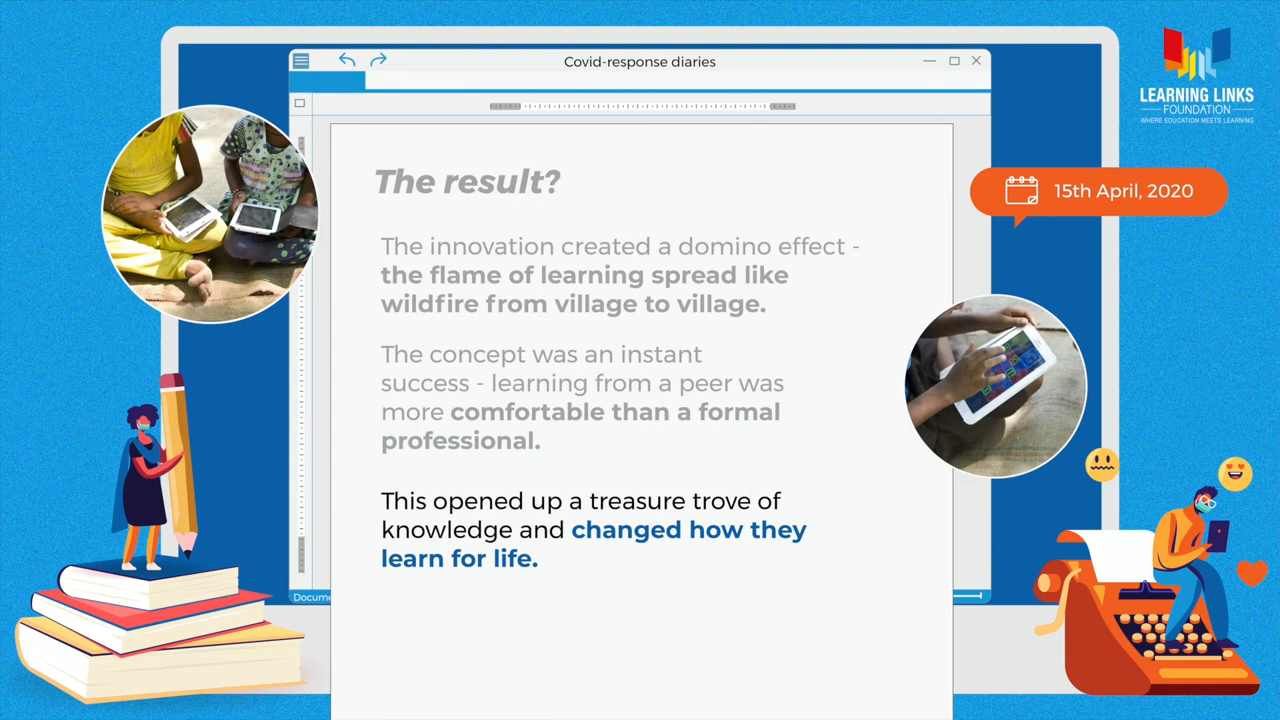 Covid-response diaries
LEARNING LINKS
FOUNDATION
WHERE EDUCATION MEETS LEARNING
15th April, 2020
The result?
The innovation created a domino effect -
the flame of learning spread like
wildfire from village to village.
The concept was an instant
success - learning from a peer was
more comfortable than a formal
professional.
This opened up a treasure trove of
knowledge and changed how they
learn for life.
Docume